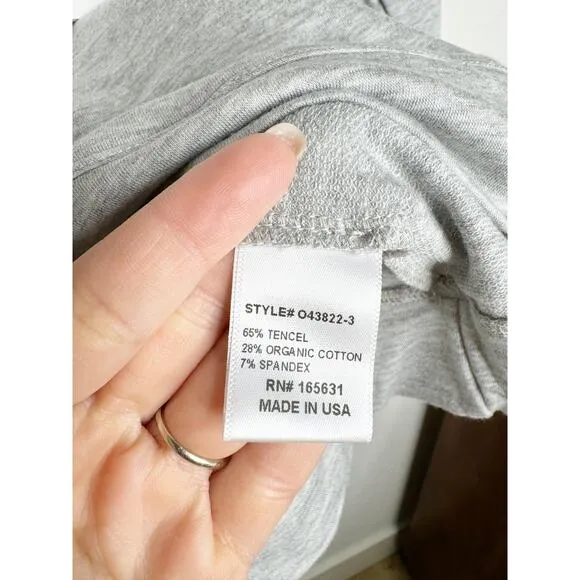 STYLE# O43822-3
65% TENCEL
28% ORGANIC COTTON
7% SPANDEX
RN# 165631
MADE IN USA